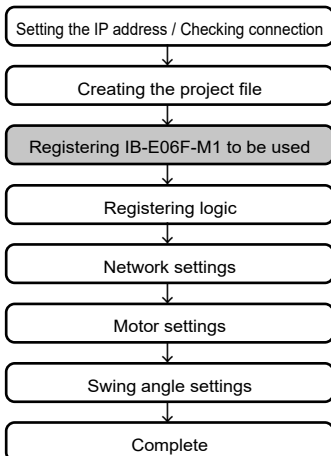 Setting the IP address / Checking connection
Creating the project file
Registering IB-E06F-M1 to be used
Registering logic
Network settings
Motor settings
Swing angle settings
Complete